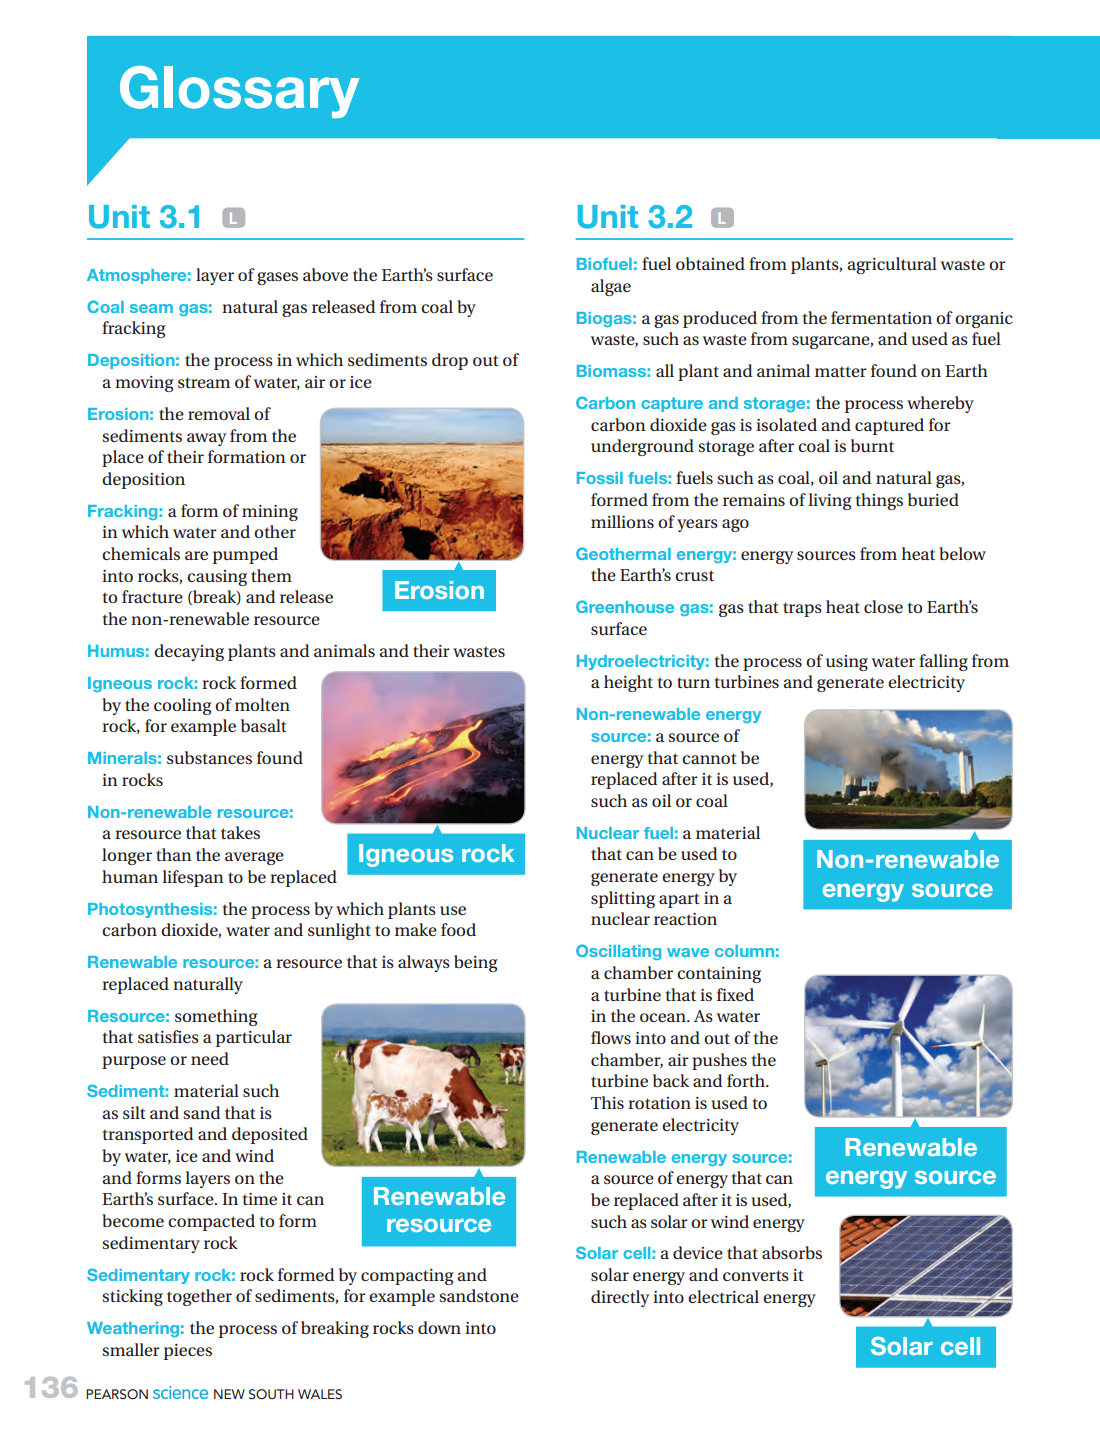 Glossary
Unit 3.1 L
Atmosphere: layer of gases above the Earth's surface
Coal seam gas: natural gas released from coal by
fracking
Deposition: the process in which sediments drop out of
a moving stream of water, air or ice
Erosion: the removal of
sediments away from the
place of their formation or
deposition
Erosion
Fracking: a form of mining
in which water and other
chemicals are pumped
into rocks, causing them
to fracture (break) and release
the non-renewable resource
Humus: decaying plants and animals and their wastes
Igneous rock: rock formed
by the cooling of molten
rock, for example basalt
Igneous rock
Minerals: substances found
in rocks
Non-renewable resource:
a resource that takes
longer than the average
human lifespan to be replaced
Photosynthesis: the process by which plants use
carbon dioxide, water and sunlight to make food
Renewable resource: a resource that is always being
replaced naturally
Resource: something
that satisfies a particular
purpose or need
Sediment: material such
as silt and sand that is
transported and deposited
by water, ice and wind
and forms layers on the
Earth's surface. In time it can
become compacted to form
sedimentary rock
Renewable
resource
Sedimentary rock: rock formed by compacting and
sticking together of sediments, for example sandstone
Weathering: the process of breaking rocks down into
smaller pieces
Unit 3.2 L
Biofuel: fuel obtained from plants, agricultural waste or
algae
Biogas: a gas produced from the fermentation of organic
waste, such as waste from sugarcane, and used as fuel
Biomass: all plant and animal matter found on Earth
Carbon capture and storage: the process whereby
carbon dioxide gas is isolated and captured for
underground storage after coal is burnt
Fossil fuels: fuels such as coal, oil and natural gas,
formed from the remains of living things buried
millions of years ago
Geothermal energy: energy sources from heat below
the Earth's crust
Greenhouse gas: gas that traps heat close to Earth's
surface
Hydroelectricity: the process of using water falling from
a height to turn turbines and generate electricity
Non-renewable energy
source: a source of
energy that cannot be
replaced after it is used,
such as oil or coal
Non-renewable
energy source
Nuclear fuel: a material
that can be used to
generate energy by
splitting apart in a
nuclear reaction
Oscillating wave column:
a chamber containing
a turbine that is fixed
in the ocean. As water
flows into and out of the
chamber, air pushes the
turbine back and forth.
This rotation is used to
generate electricity
Renewable energy source:
a source of energy that can
be replaced after it is used,
such as solar or wind energy
Renewable
energy source
Solar cell: a device that absorbs
solar energy and converts it
directly into electrical energy
Solar cell
136 PEARSON science NEW SOUTH WALES